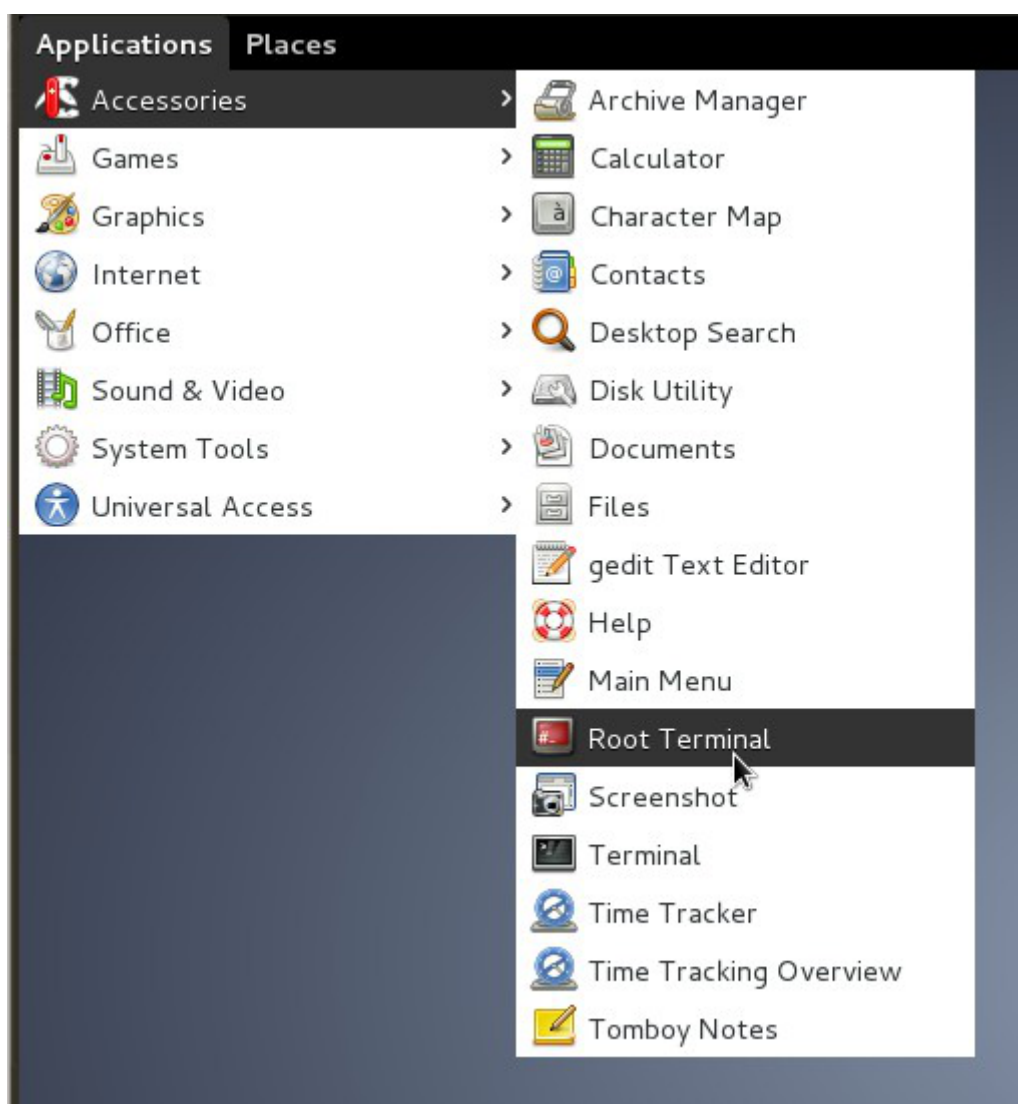 Applications Places
Accessories
Games
Graphics
Internet
Office
Sound & Video
System Tools
Universal Access
Archive Manager
Calculator
Character Map
Contacts
Desktop Search
Disk Utility
Documents
Files
gedit Text Editor
Help
Main Menu
Root Terminal
Screenshot
Terminal
Time Tracker
Time Tracking Overview
Tomboy Notes